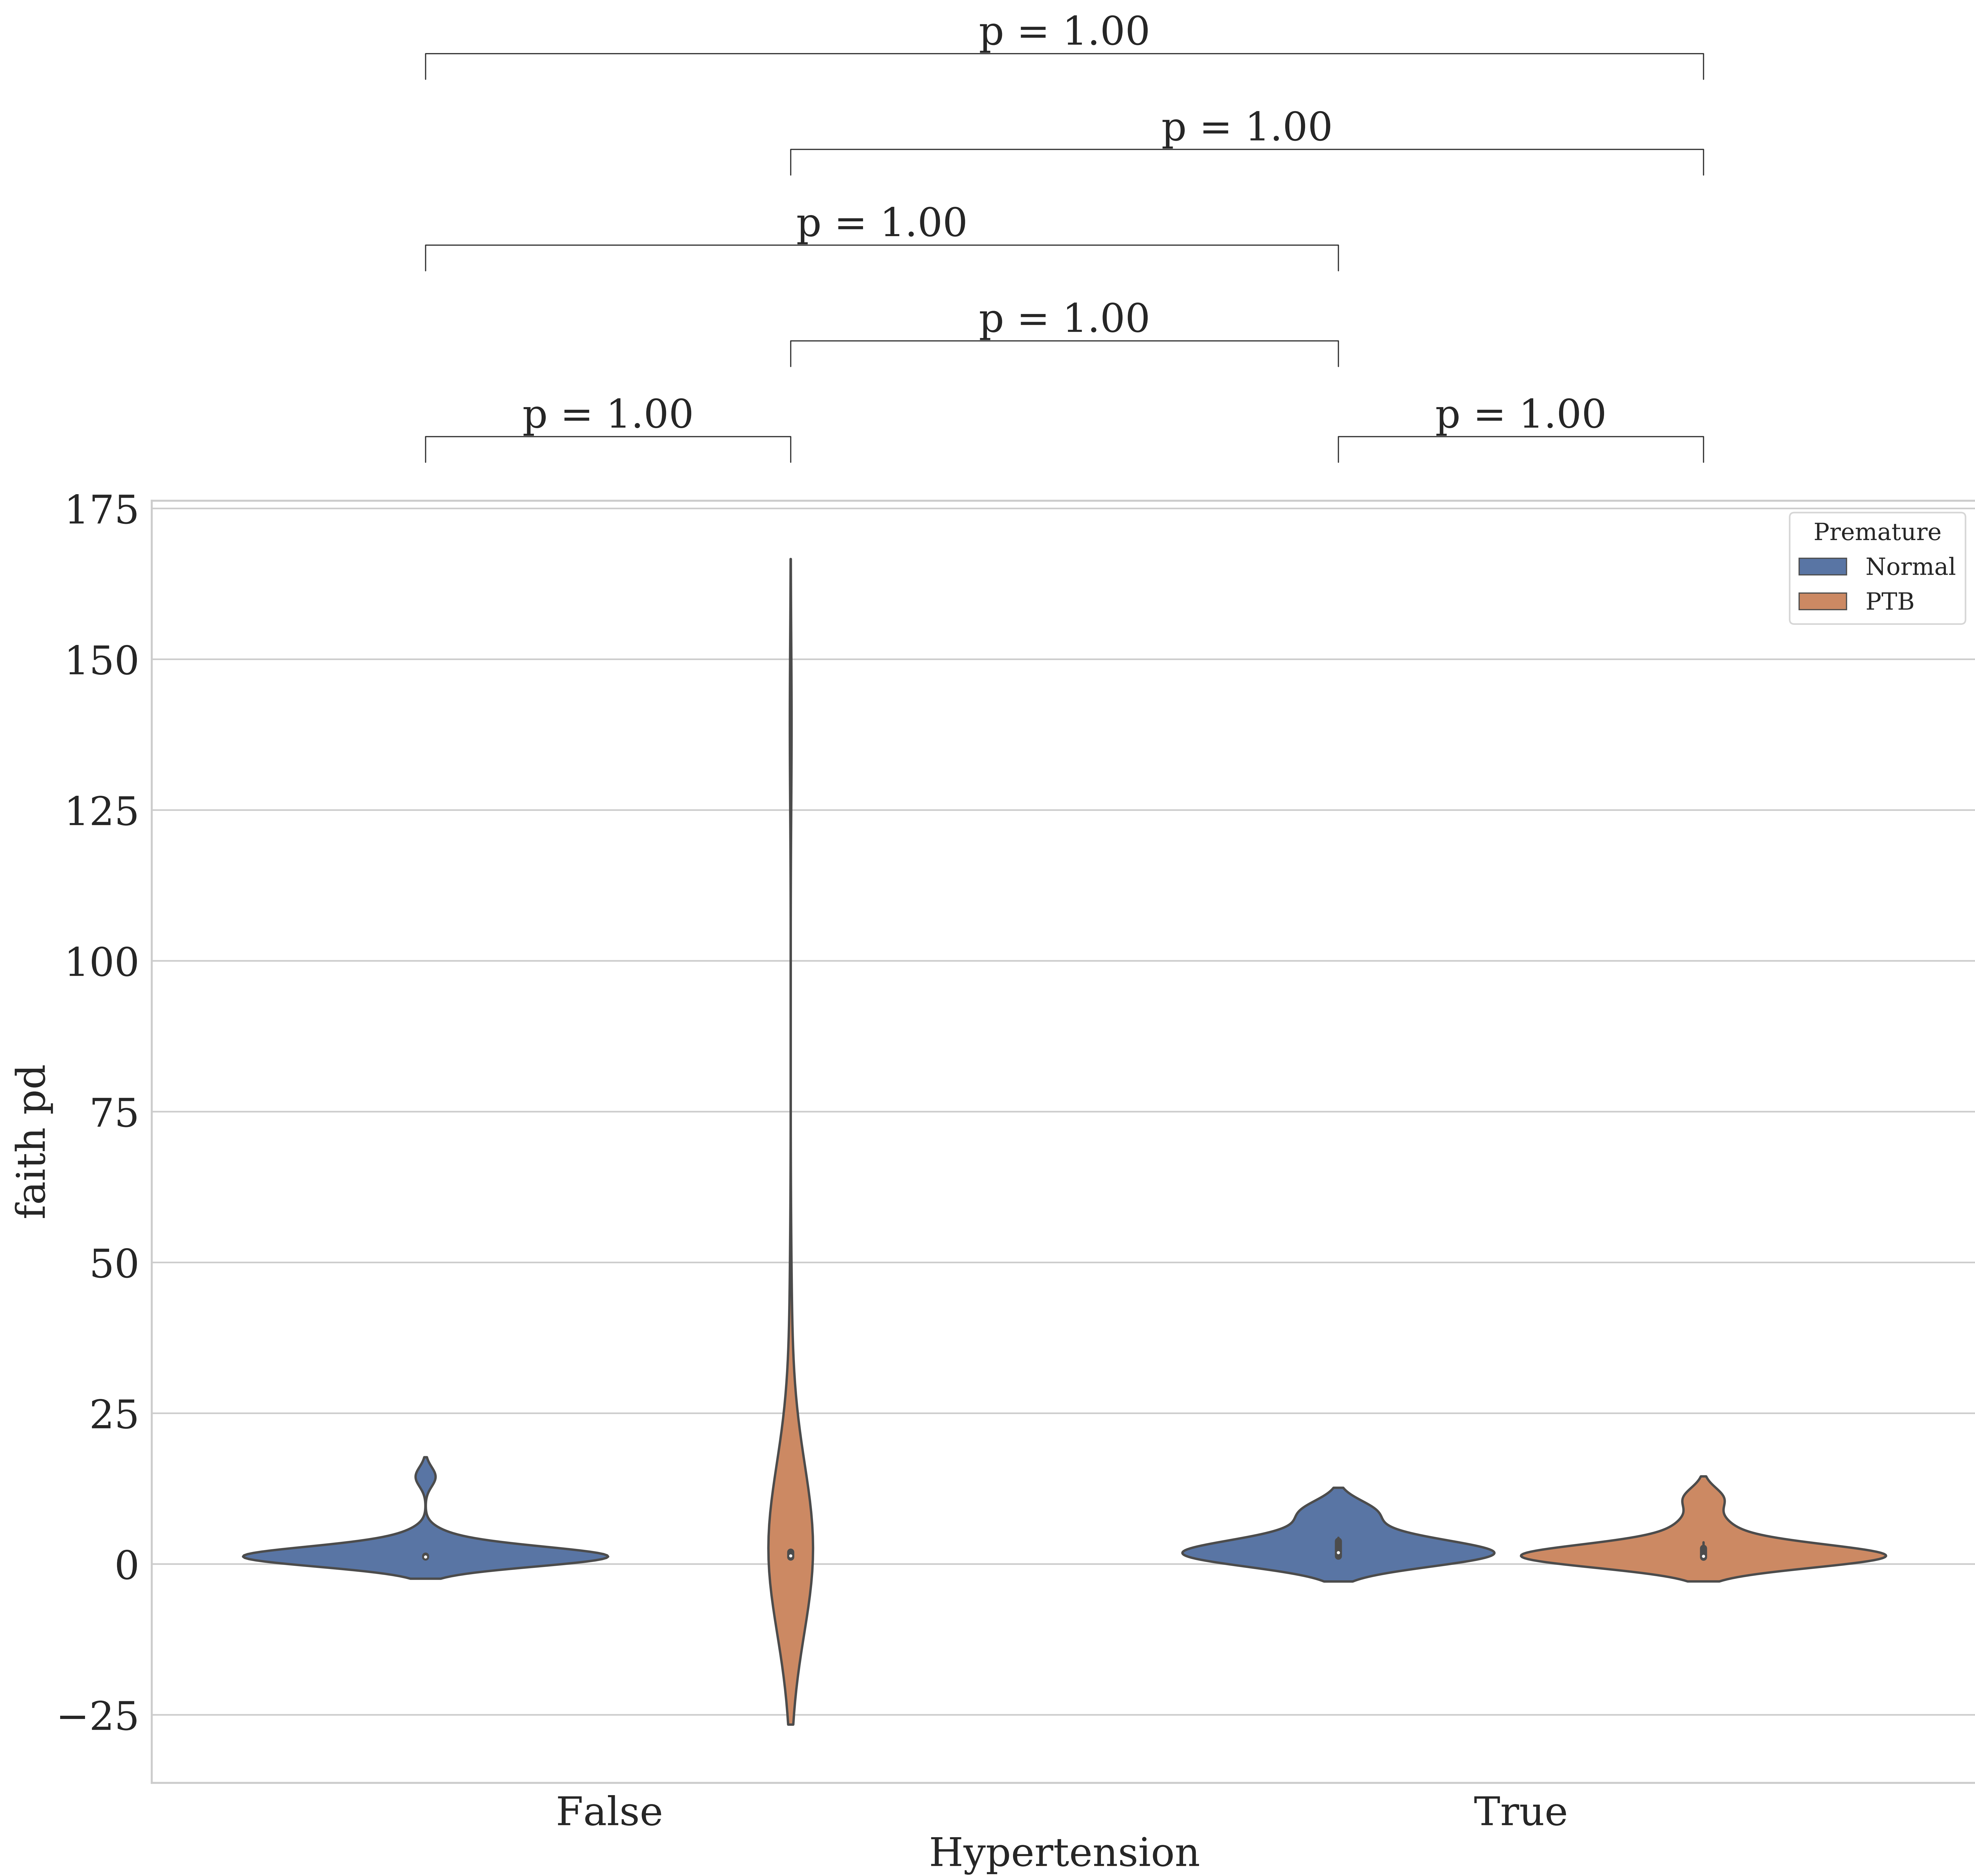 p = 1.00
p = 1.00
p = 1.00
p = 1.00
p = 1.00 p = 1.00
175
Premature
Normal
PTB
150
125
100
75
50
25
0
−25
faith pd
False True
Hypertension